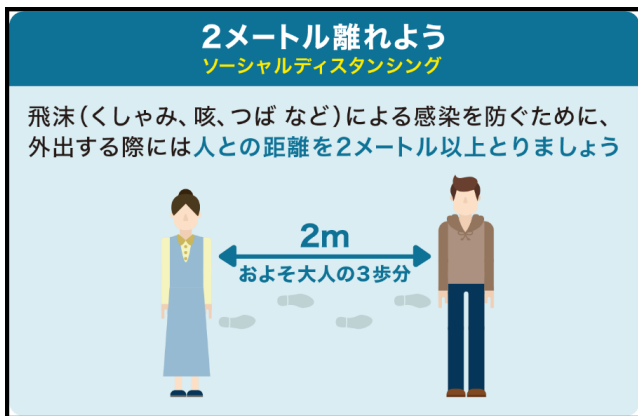 2メートル離れよう
ソーシャルディスタンシング
飛沫（くしゃみ、咳、つば など）による感染を防ぐために、
外出する際には人との距離を2メートル以上とりましょう
2m
およそ大人の3歩分